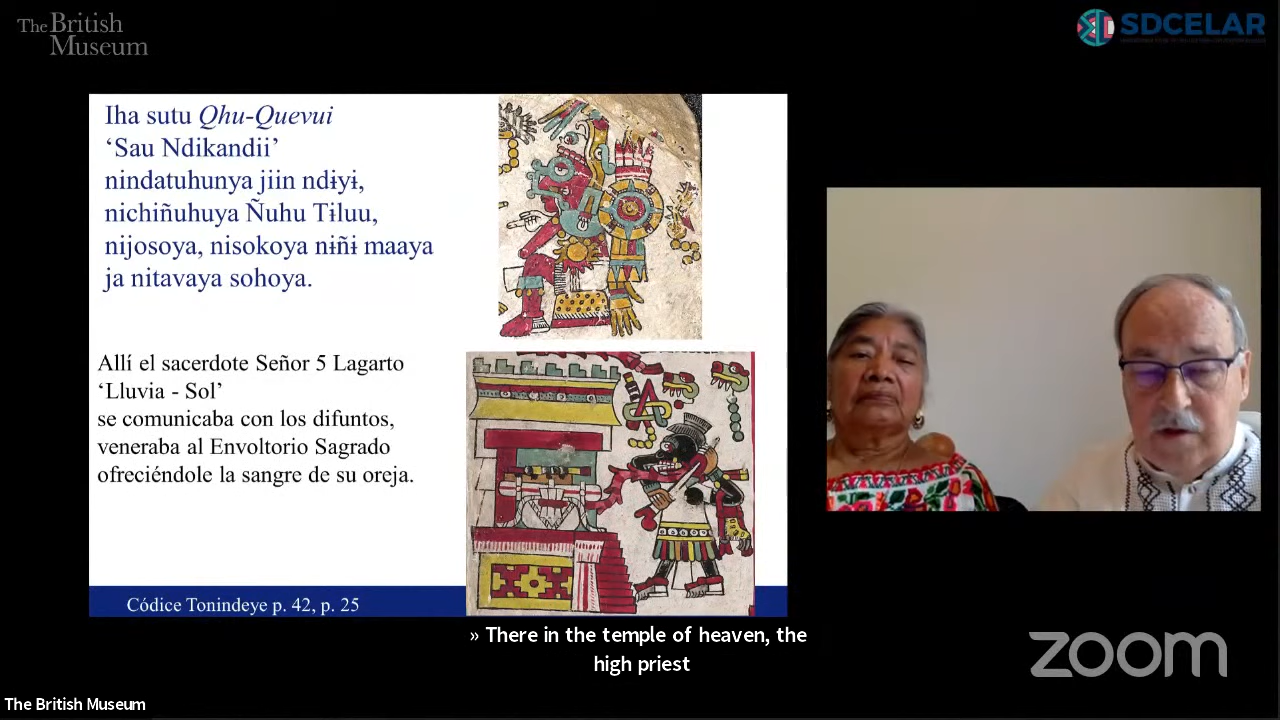 The British
Museum
SDCELAR
Iha sutu Qhu-Quevui
‘Sau Ndikandii’
nindatuhunya jiin ndɨyɨ,
nichiñuhuya Ñuhu Tɨluu,
nijosoya, nisokoya nɨñɨ maaya
ja nitavaya sohoya.
Allí el sacerdote Señor 5 Lagarto
‘Lluvia - Sol’
se comunicaba con los difuntos,
veneraba al Envoltorio Sagrado
ofreciéndole la sangre de su oreja.
Códice Tonindeye p. 42, p. 25
» There in the temple of heaven, the
high priest
zoom
The British Museum